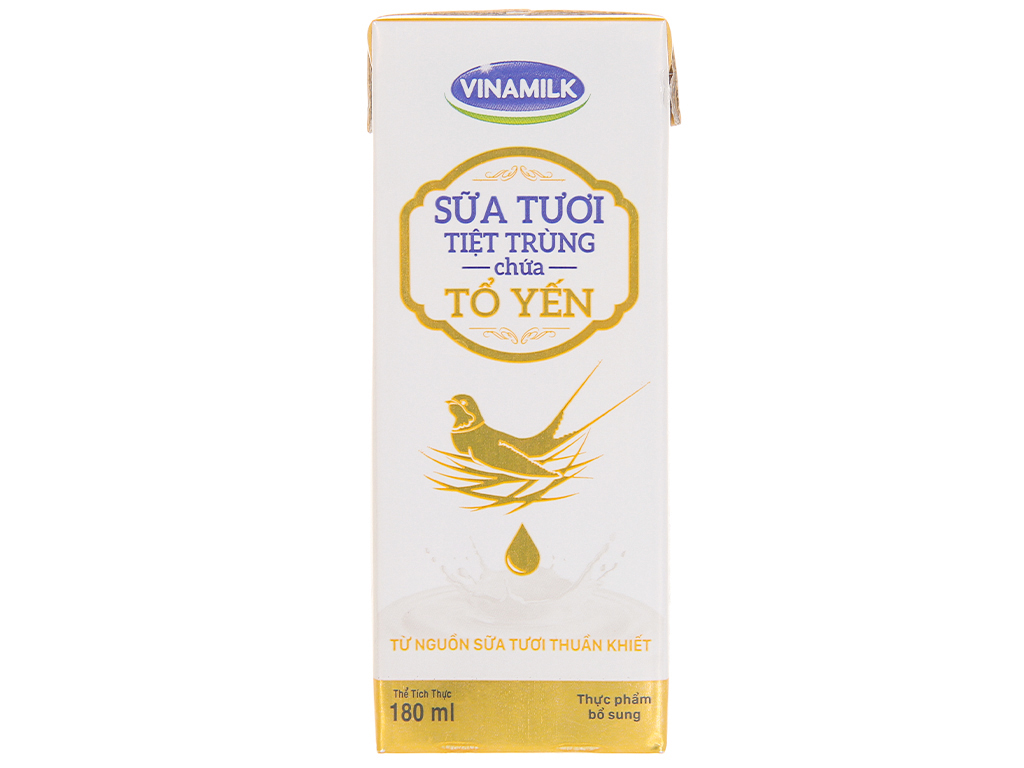 VINAMILK
SỮA TƯƠI
TIỆT TRÙNG
chứa
TỔ YẾN
TỪ NGUỒN SỮA TƯƠI THUẦN KHIẾT
Thể Tích Thực
180 ml
Thực phẩm
bổ sung